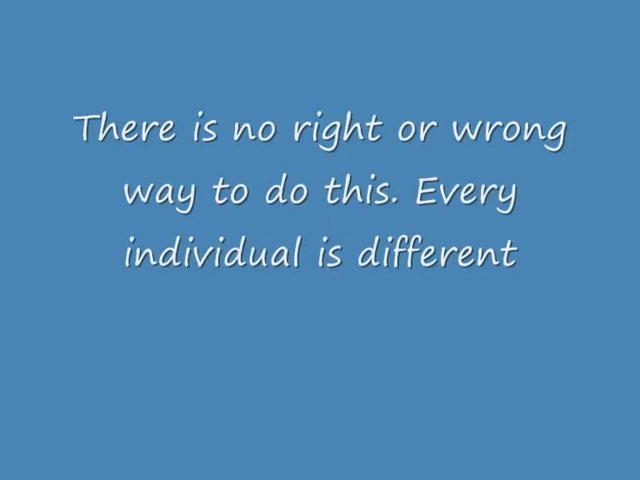 There is no right or wrong
way to do this. Every
individual is different